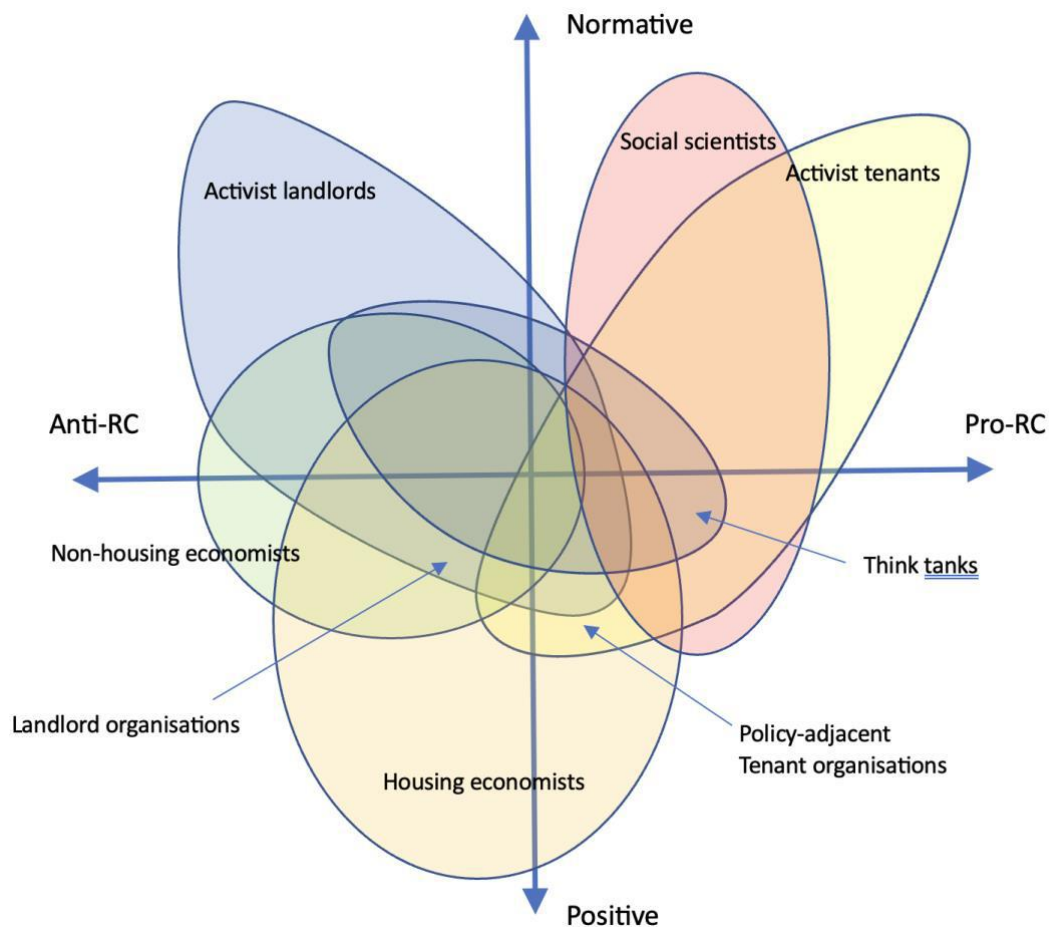 Normative
Social scientists
Activist tenants
Activist landlords
Anti-RC
Pro-RC
Non-housing economists
Think tanks
Landlord organisations
Policy-adjacent
Tenant organisations
Housing economists
Positive